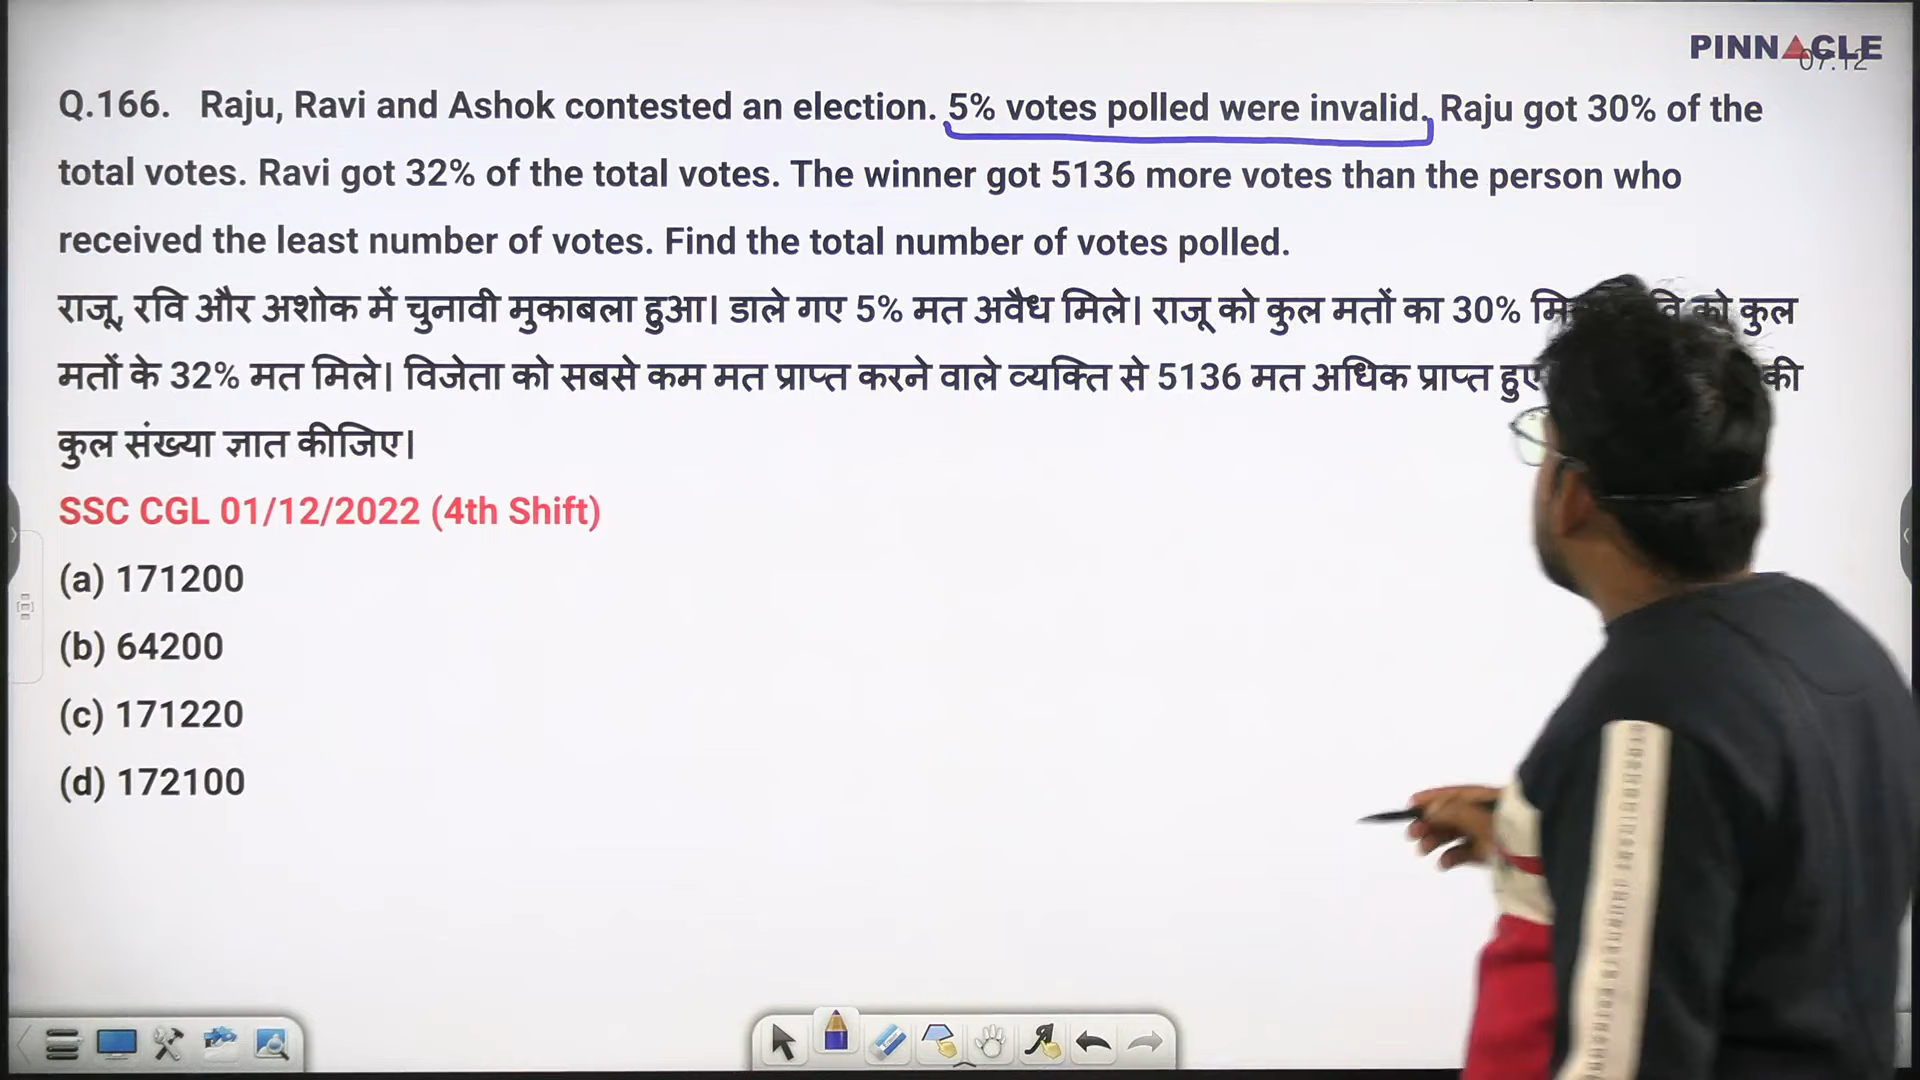 PINNACLE
07:12
Q.166. Raju, Ravi and Ashok contested an election. 5% votes polled were invalid. Raju got 30% of the
total votes. Ravi got 32% of the total votes. The winner got 5136 more votes than the person who
received the least number of votes. Find the total number of votes polled.
राजू, रवि और अशोक में चुनावी मुकाबला हुआ। डाले गए 5% मत अवैध मिले। राजू को कुल मतों का 30% को कुल
मतों के 32% मत मिले। विजेता को सबसे कम मत प्राप्त करने वाले व्यक्ति से 5136 मत अधिक प्राप्त हुए की
कुल संख्या ज्ञात कीजिए।
SSC CGL 01/12/2022 (4th Shift)
(a) 171200
(b) 64200
(c) 171220
(d) 172100